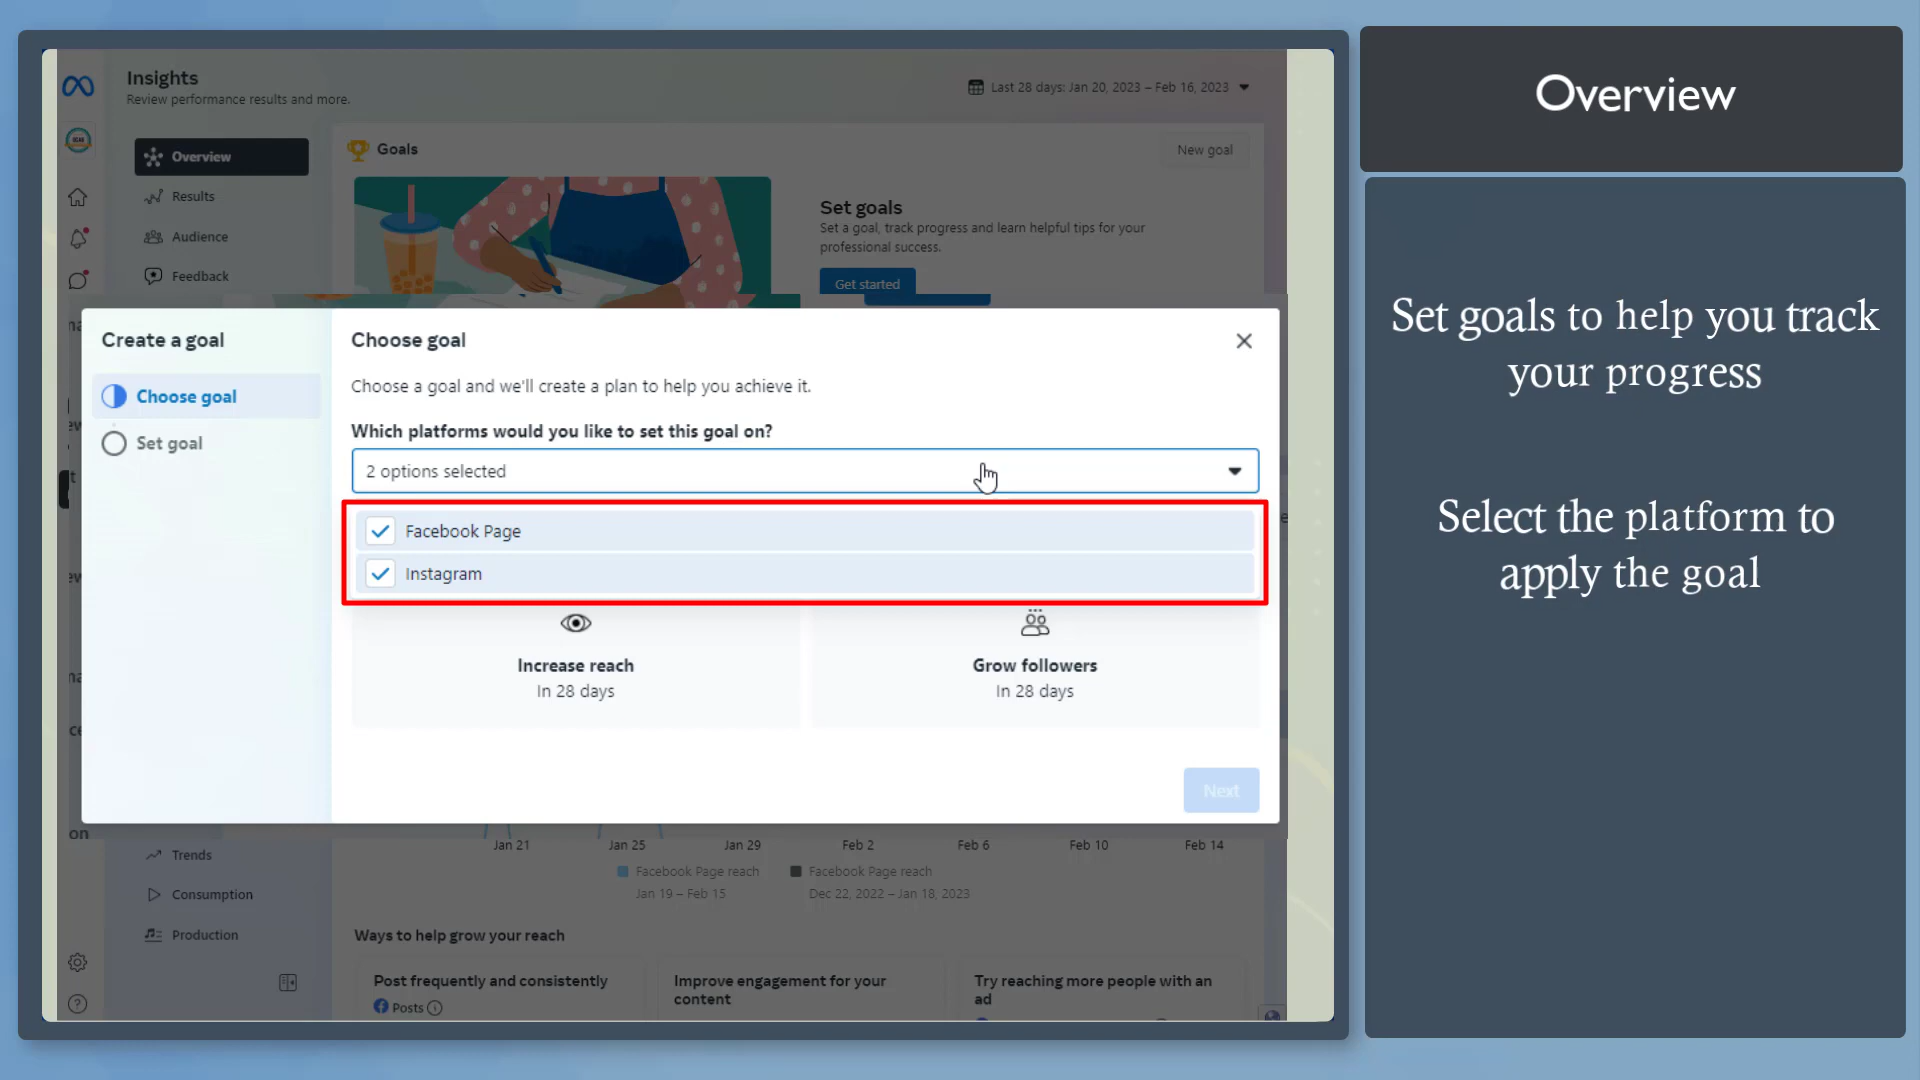 Insights
Review performance results and more.
Last 28 days: Jan 20, 2023 – Feb 16, 2023
Overview
Results
Audience
Feedback
Goals
New goal
Set goals
Set a goal, track progress and learn helpful tips for your
professional success.
Get started
Create a goal
Choose goal
Set goal
Choose goal
Choose a goal and we'll create a plan to help you achieve it.
Which platforms would you like to set this goal on?
2 options selected
Facebook Page
Instagram
Increase reach
In 28 days
Grow followers
In 28 days
Next
on
Jan 21 Jan 25 Jan 29 Feb 2 Feb 6 Feb 10 Feb 14
Facebook Page reach
Jan 19 – Feb 15
Facebook Page reach
Dec 22, 2022 – Jan 18, 2023
Trends
Consumption
Production
Ways to help grow your reach
Post frequently and consistently
Posts
Improve engagement for your
content
Try reaching more people with an
ad
Overview
Set goals to help you track
your progress
Select the platform to
apply the goal